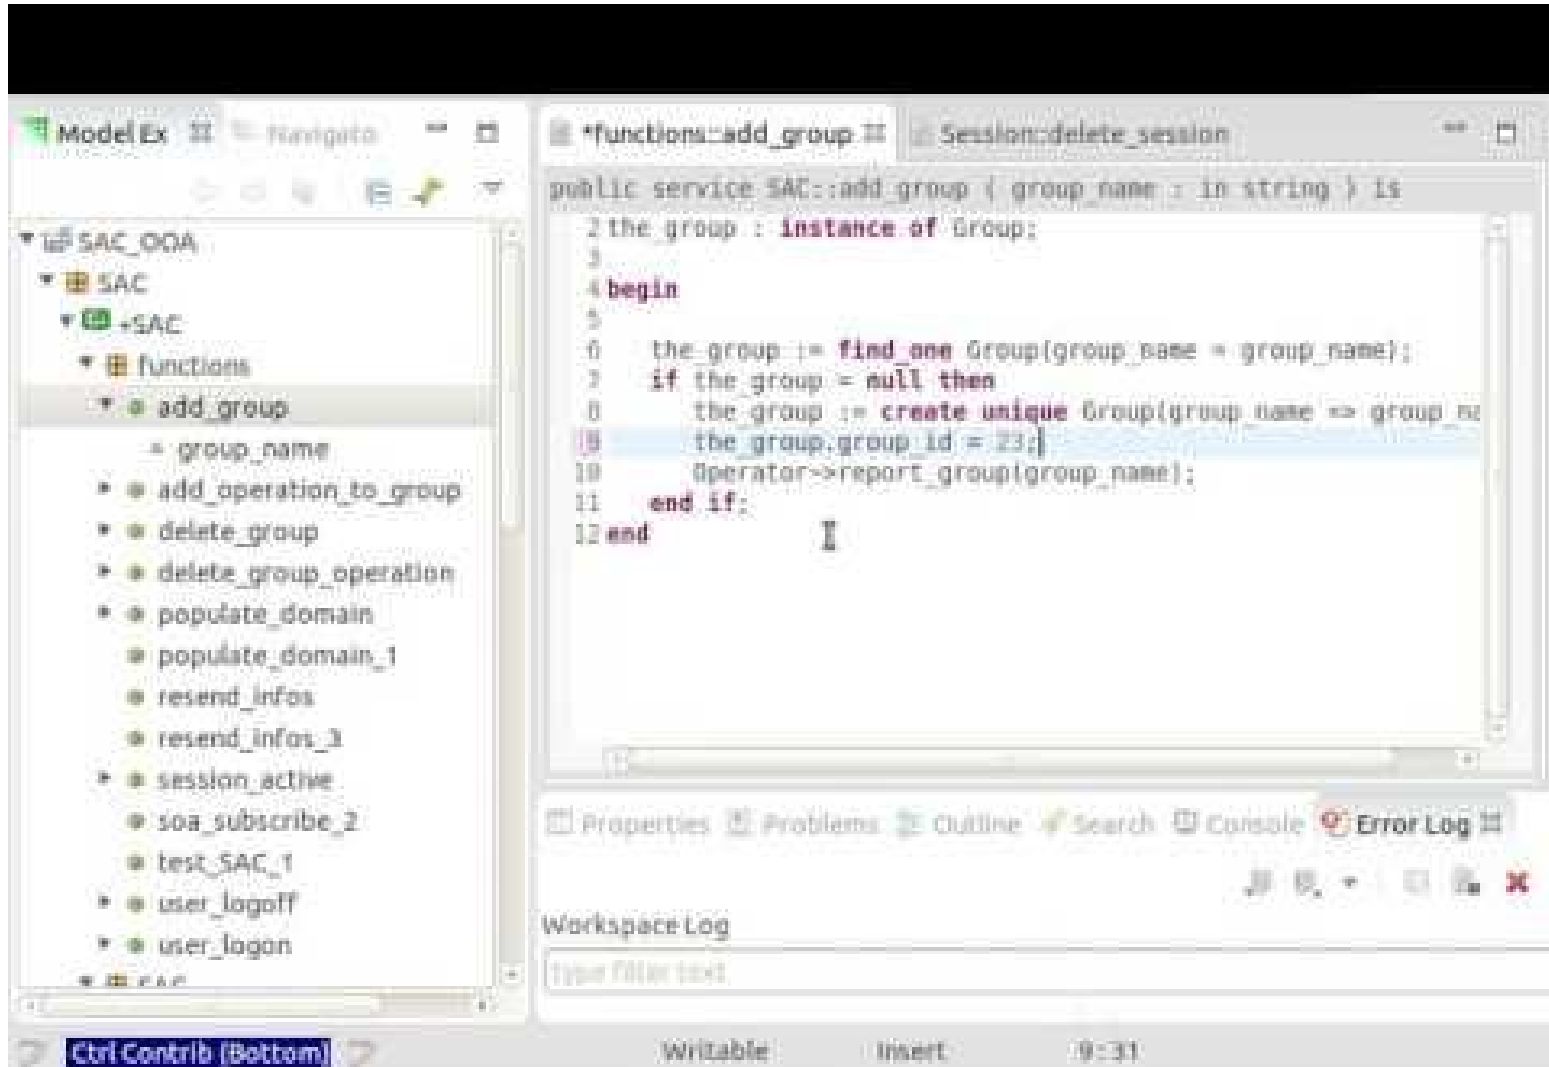 Model Ex
Navigato
SAC_OOA
SAC
+SAC
functions
add_group
group_name
add_operation_to_group
delete_group
delete_group_operation
populate_domain
populate_domain_1
resend_infos
resend_infos_3
session_active
soa_subscribe_2
test_SAC_1
user_logoff
user_logon
SAC
*functions::add_group
Session::delete_session
public service SAC::add_group ( group_name : in string ) is
2 the_group : instance of Group;
3
4 begin
5
6 the_group := find_one Group(group_name = group_name);
7 if the_group = null then
8 the_group := create unique Group(group_name => group_na
9 the_group.group_id = 23;
10 Operator->report_group(group_name);
11 end if;
12 end
Properties Problems Outline Search Console Error Log
Workspace Log
type filter text
Ctrl Contrib (Bottom) Writable Insert 9 : 31